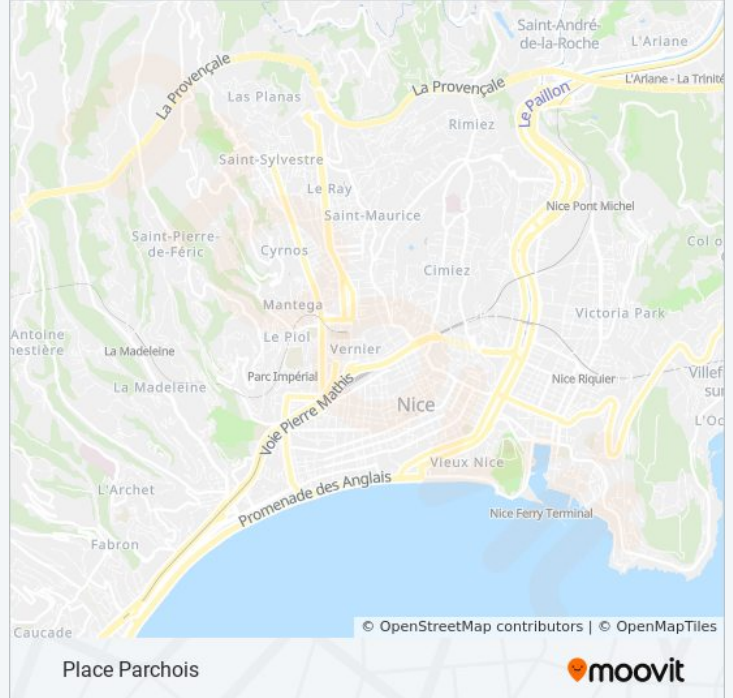 Saint-André-
de-la-Roche
L'Ariane
La Provençale
La Provençale
L'Ariane - La Trinité
Le Paillon
Las Planas
Rimiez
Saint-Sylvestre
Le Ray
Nice Pont Michel
Saint-Maurice
Saint-Pierre-
de-Féric
Col
Cyrnos
Cimiez
Mantega
Victoria Park
Antoine
Le Piol
La Madeleine
Vernier
Parc Impérial
Nice Riquier
La Madeleine
Voie Pierre Mathis
Nice
Vieux Nice
L'Archet
Promenade des Anglais
Nice Ferry Terminal
Fabron
Caucade
© OpenStreetMap contributors | © OpenMapTiles
Place Parchois
moovit